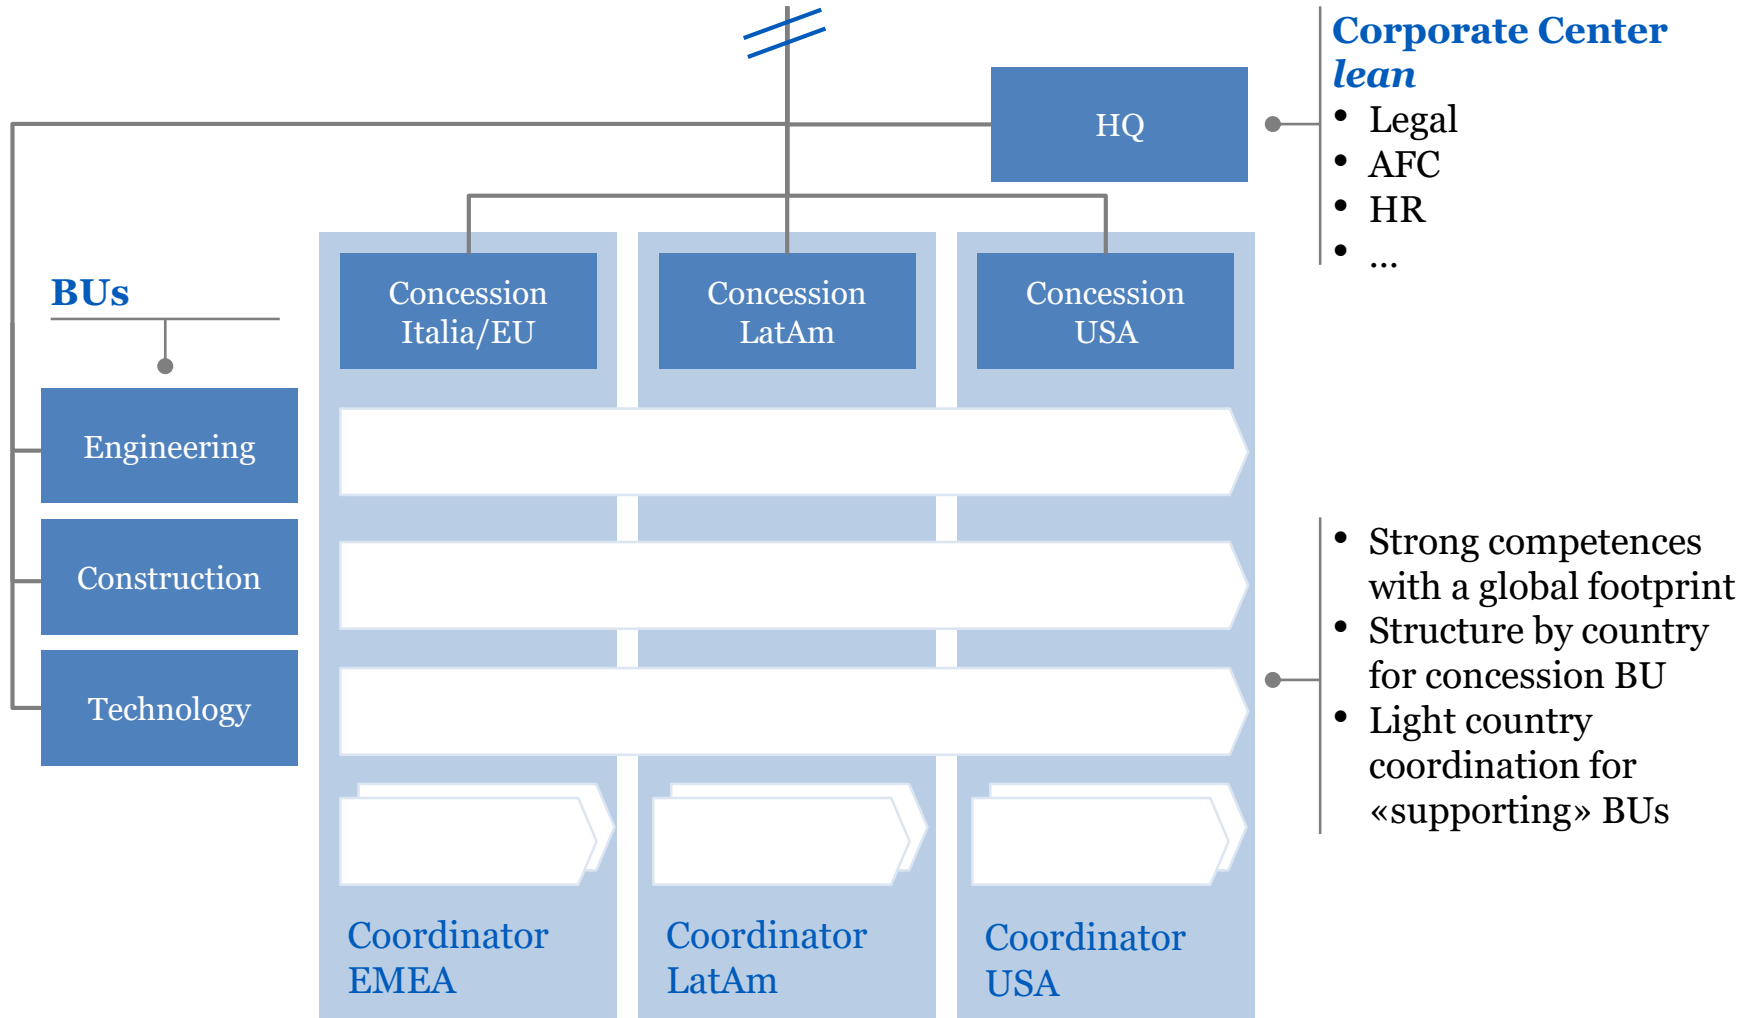 Corporate Center
lean
• Legal
• AFC
• HR
• ...
HQ
BUs
Concession
Italia/EU
Concession
LatAm
Concession
USA
Engineering
Construction
Technology
• Strong competences
with a global footprint
• Structure by country
for concession BU
• Light country
coordination for
«supporting» BUs
Coordinator
EMEA
Coordinator
LatAm
Coordinator
USA